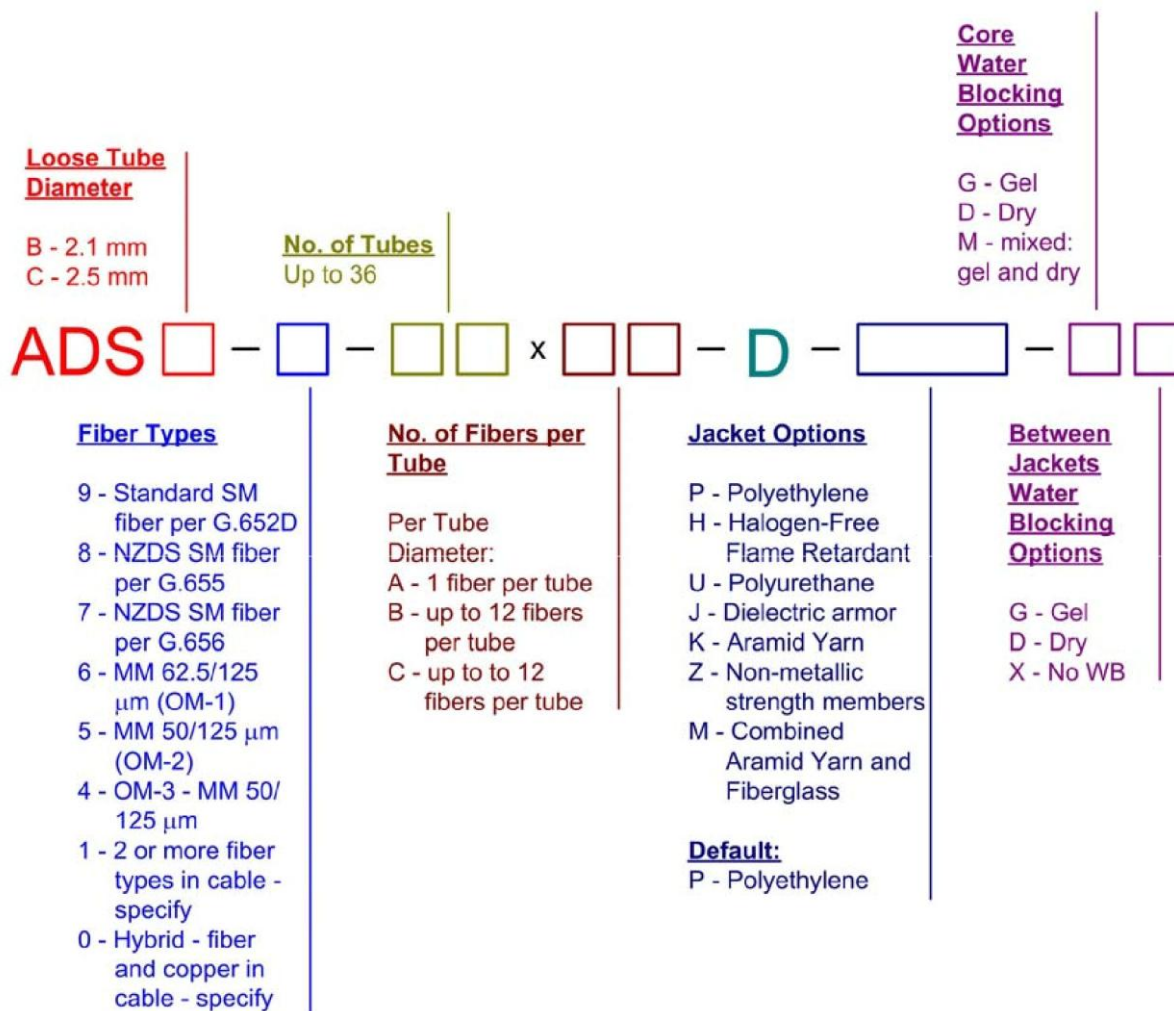 Core
Water
Blocking
Options
G - Gel
D - Dry
M - mixed:
gel and dry
Loose Tube
Diameter
B - 2.1 mm
C - 2.5 mm
No. of Tubes
Up to 36
ADS – – x – D – –
Fiber Types
9 - Standard SM
fiber per G.652D
8 - NZDS SM fiber
per G.655
7 - NZDS SM fiber
per G.656
6 - MM 62.5/125
μm (OM-1)
5 - MM 50/125 μm
(OM-2)
4 - OM-3 - MM 50/
125 μm
1 - 2 or more fiber
types in cable -
specify
0 - Hybrid - fiber
and copper in
cable - specify
No. of Fibers per
Tube
Per Tube
Diameter:
A - 1 fiber per tube
B - up to 12 fibers
per tube
C - up to to 12
fibers per tube
Jacket Options
P - Polyethylene
H - Halogen-Free
Flame Retardant
U - Polyurethane
J - Dielectric armor
K - Aramid Yarn
Z - Non-metallic
strength members
M - Combined
Aramid Yarn and
Fiberglass
Default:
P - Polyethylene
Between
Jackets
Water
Blocking
Options
G - Gel
D - Dry
X - No WB